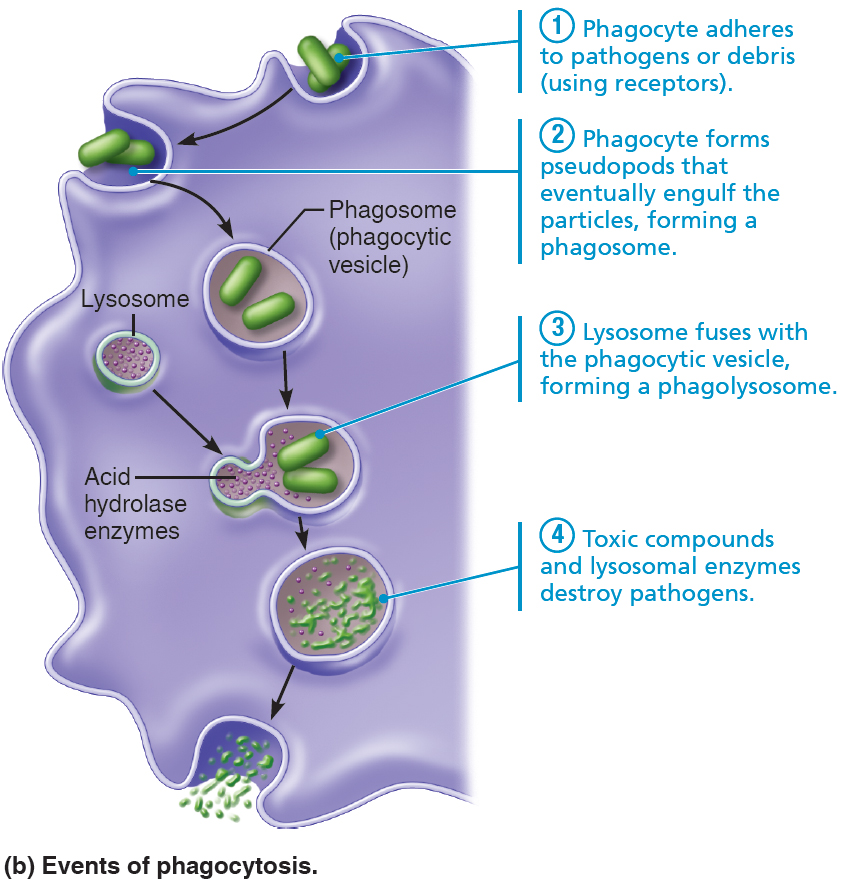 ① Phagocyte adheres
to pathogens or debris
(using receptors).
② Phagocyte forms
pseudopods that
eventually engulf the
particles, forming a
phagosome.
Phagosome
(phagocytic
vesicle)
Lysosome
③ Lysosome fuses with
the phagocytic vesicle,
forming a phagolysosome.
Acid
hydrolase
enzymes
④ Toxic compounds
and lysosomal enzymes
destroy pathogens.
(b) Events of phagocytosis.